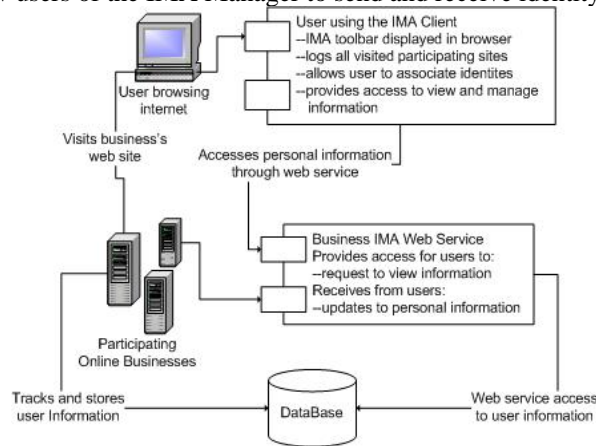 users of the IMA Manager to send and receive identity
User using the IMA Client
--IMA toolbar displayed in browser
--logs all visited participating sites
--allows user to associate identites
--provides access to view and manage
information
User browsing
internet
Visits business's
web site
Accesses personal information
through web service
Business IMA Web Service
Provides access for users to:
--request to view information
Receives from users:
--updates to personal information
Participating
Online Businesses
Tracks and stores
user Information
DataBase
Web service access
to user information